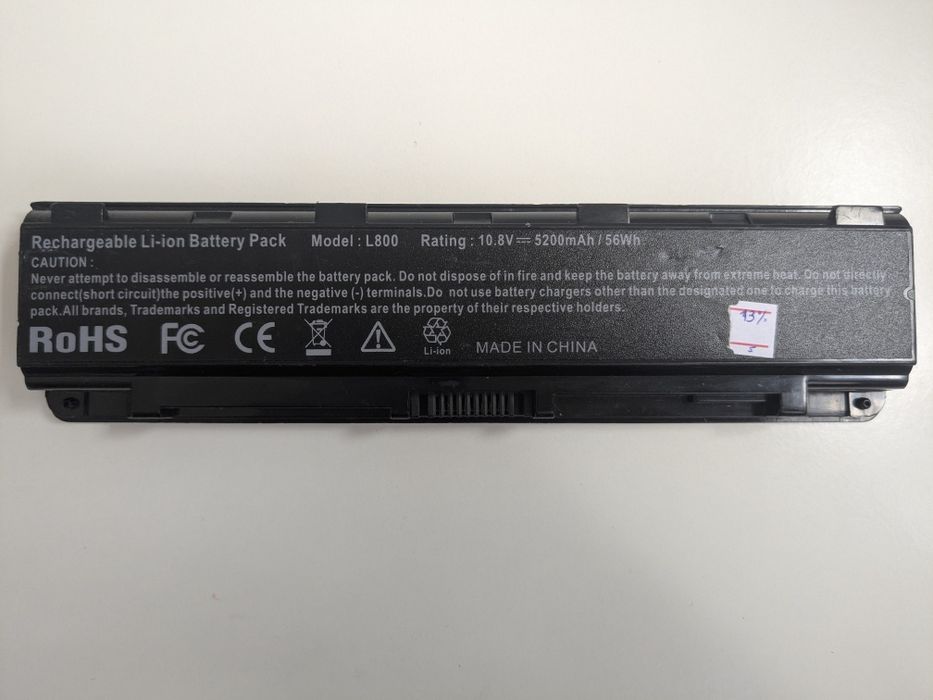 Rechargeable Li-ion Battery Pack Model : L800 Rating : 10.8V 5200mAh / 56Wh
CAUTION :
Never attempt to disassemble or reassemble the battery pack. Do not dispose of in fire and keep the battery away from extreme heat. Do not directly
connect(short circuit)the positive(+) and the negative (-) terminals.Do not use battery chargers other than the designated one to charge this battery
pack.All brands, Trademarks and Registered Trademarks are the property of their respective holders.
RoHS FC CE Li-ion MADE IN CHINA
13%